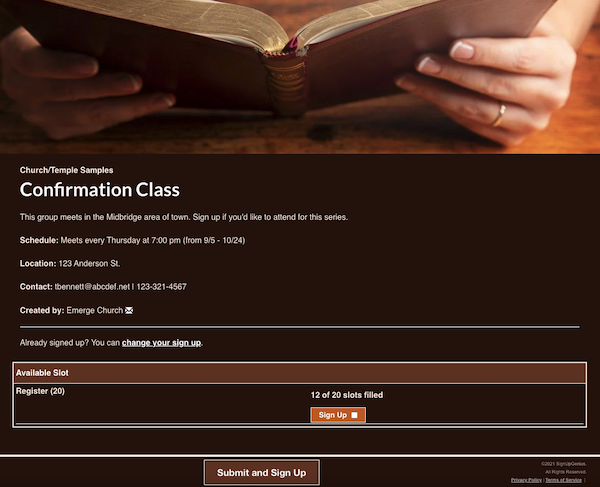 Church/Temple Samples
Confirmation Class
This group meets in the Midbridge area of town. Sign up if you'd like to attend for this series.
Schedule: Meets every Thursday at 7:00 pm (from 9/5 - 10/24)
Location: 123 Anderson St.
Contact: tbennett@abcdef.net | 123-321-4567
Created by: Emerge Church
Already signed up? You can change your sign up.
Available Slot
Register (20)
12 of 20 slots filled
Sign Up
Submit and Sign Up
©2021 SignUpGenius.
All Rights Reserved.
Privacy Policy | Terms of Service |